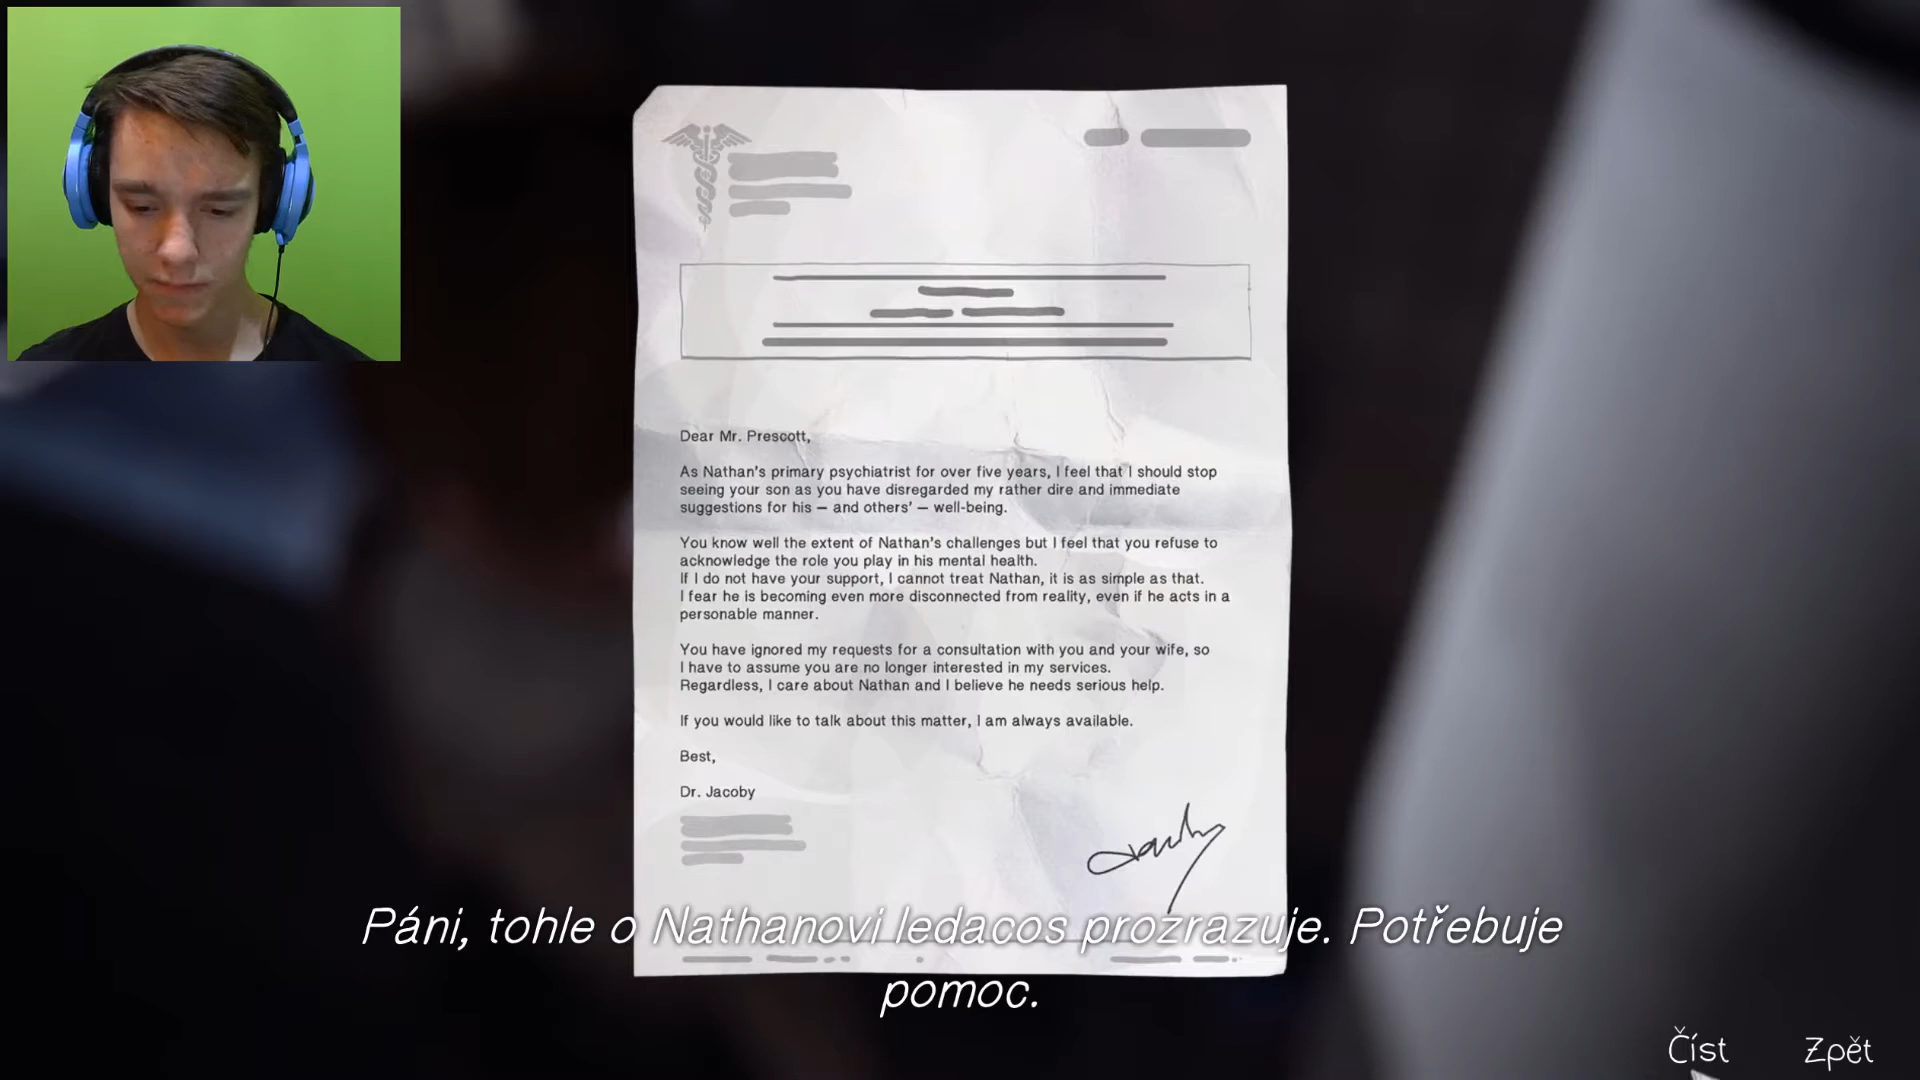 Dear Mr. Prescott,
As Nathan's primary psychiatrist for over five years, I feel that I should stop
seeing your son as you have disregarded my rather dire and immediate
suggestions for his – and others' – well-being.
You know well the extent of Nathan's challenges but I feel that you refuse to
acknowledge the role you play in his mental health.
If I do not have your support, I cannot treat Nathan, it is as simple as that.
I fear he is becoming even more disconnected from reality, even if he acts in a
personable manner.
You have ignored my requests for a consultation with you and your wife, so
I have to assume you are no longer interested in my services.
Regardless, I care about Nathan and I believe he needs serious help.
If you would like to talk about this matter, I am always available.
Best,
Dr. Jacoby
Páni, tohle o Nathanovi ledacos prozrazuje. Potřebuje
pomoc.
Číst Zpět